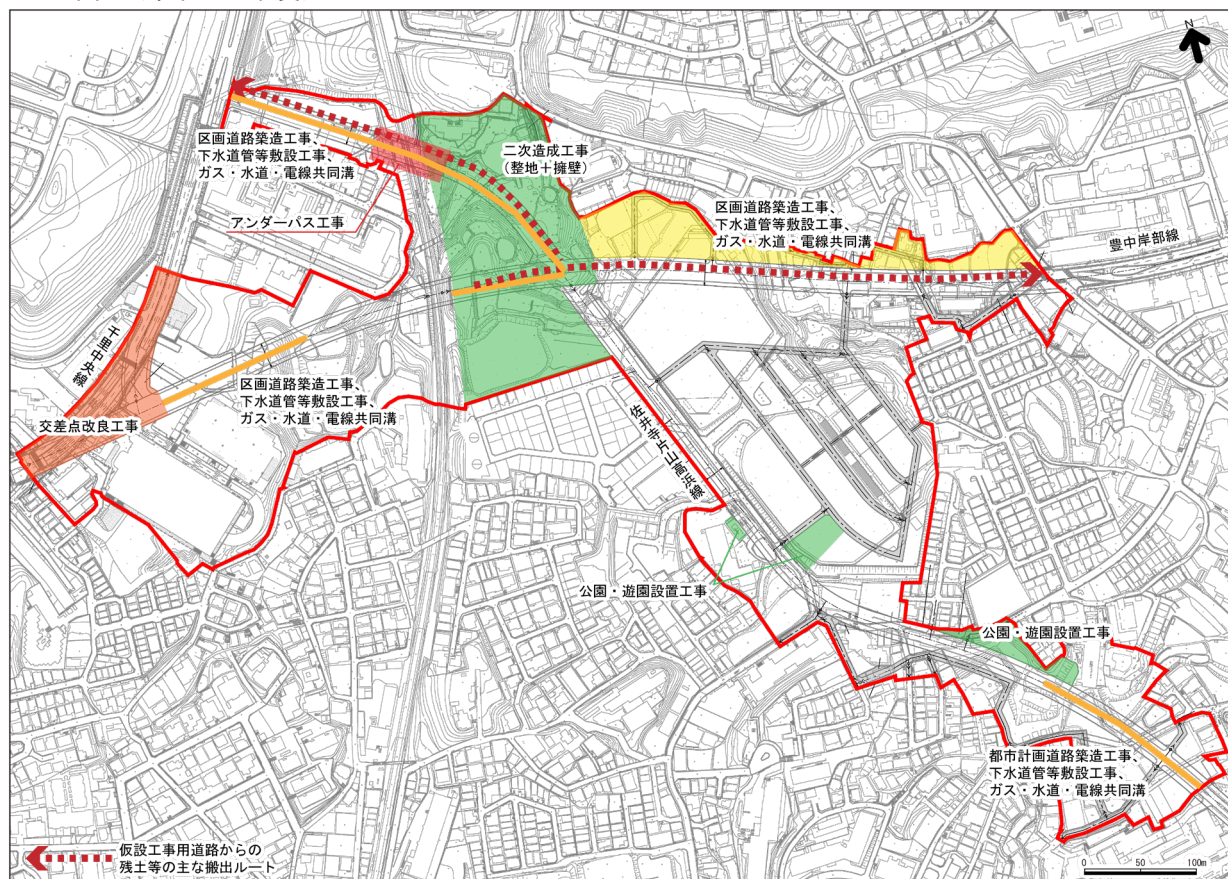 N
区画道路築造工事、
下水道管等敷設工事、
ガス・水道・電線共同溝
二次造成工事
(整地+擁壁)
アンダーパス工事
区画道路築造工事、
下水道管等敷設工事、
ガス・水道・電線共同溝
豊中岸部線
千里中央線
区画道路築造工事、
下水道管等敷設工事、
ガス・水道・電線共同溝
交差点改良工事
佐井寺片山高浜線
公園・遊園設置工事
公園・遊園設置工事
都市計画道路築造工事、
下水道管等敷設工事、
ガス・水道・電線共同溝
仮設工事用道路からの
残土等の主な搬出ルート
0 50 100m